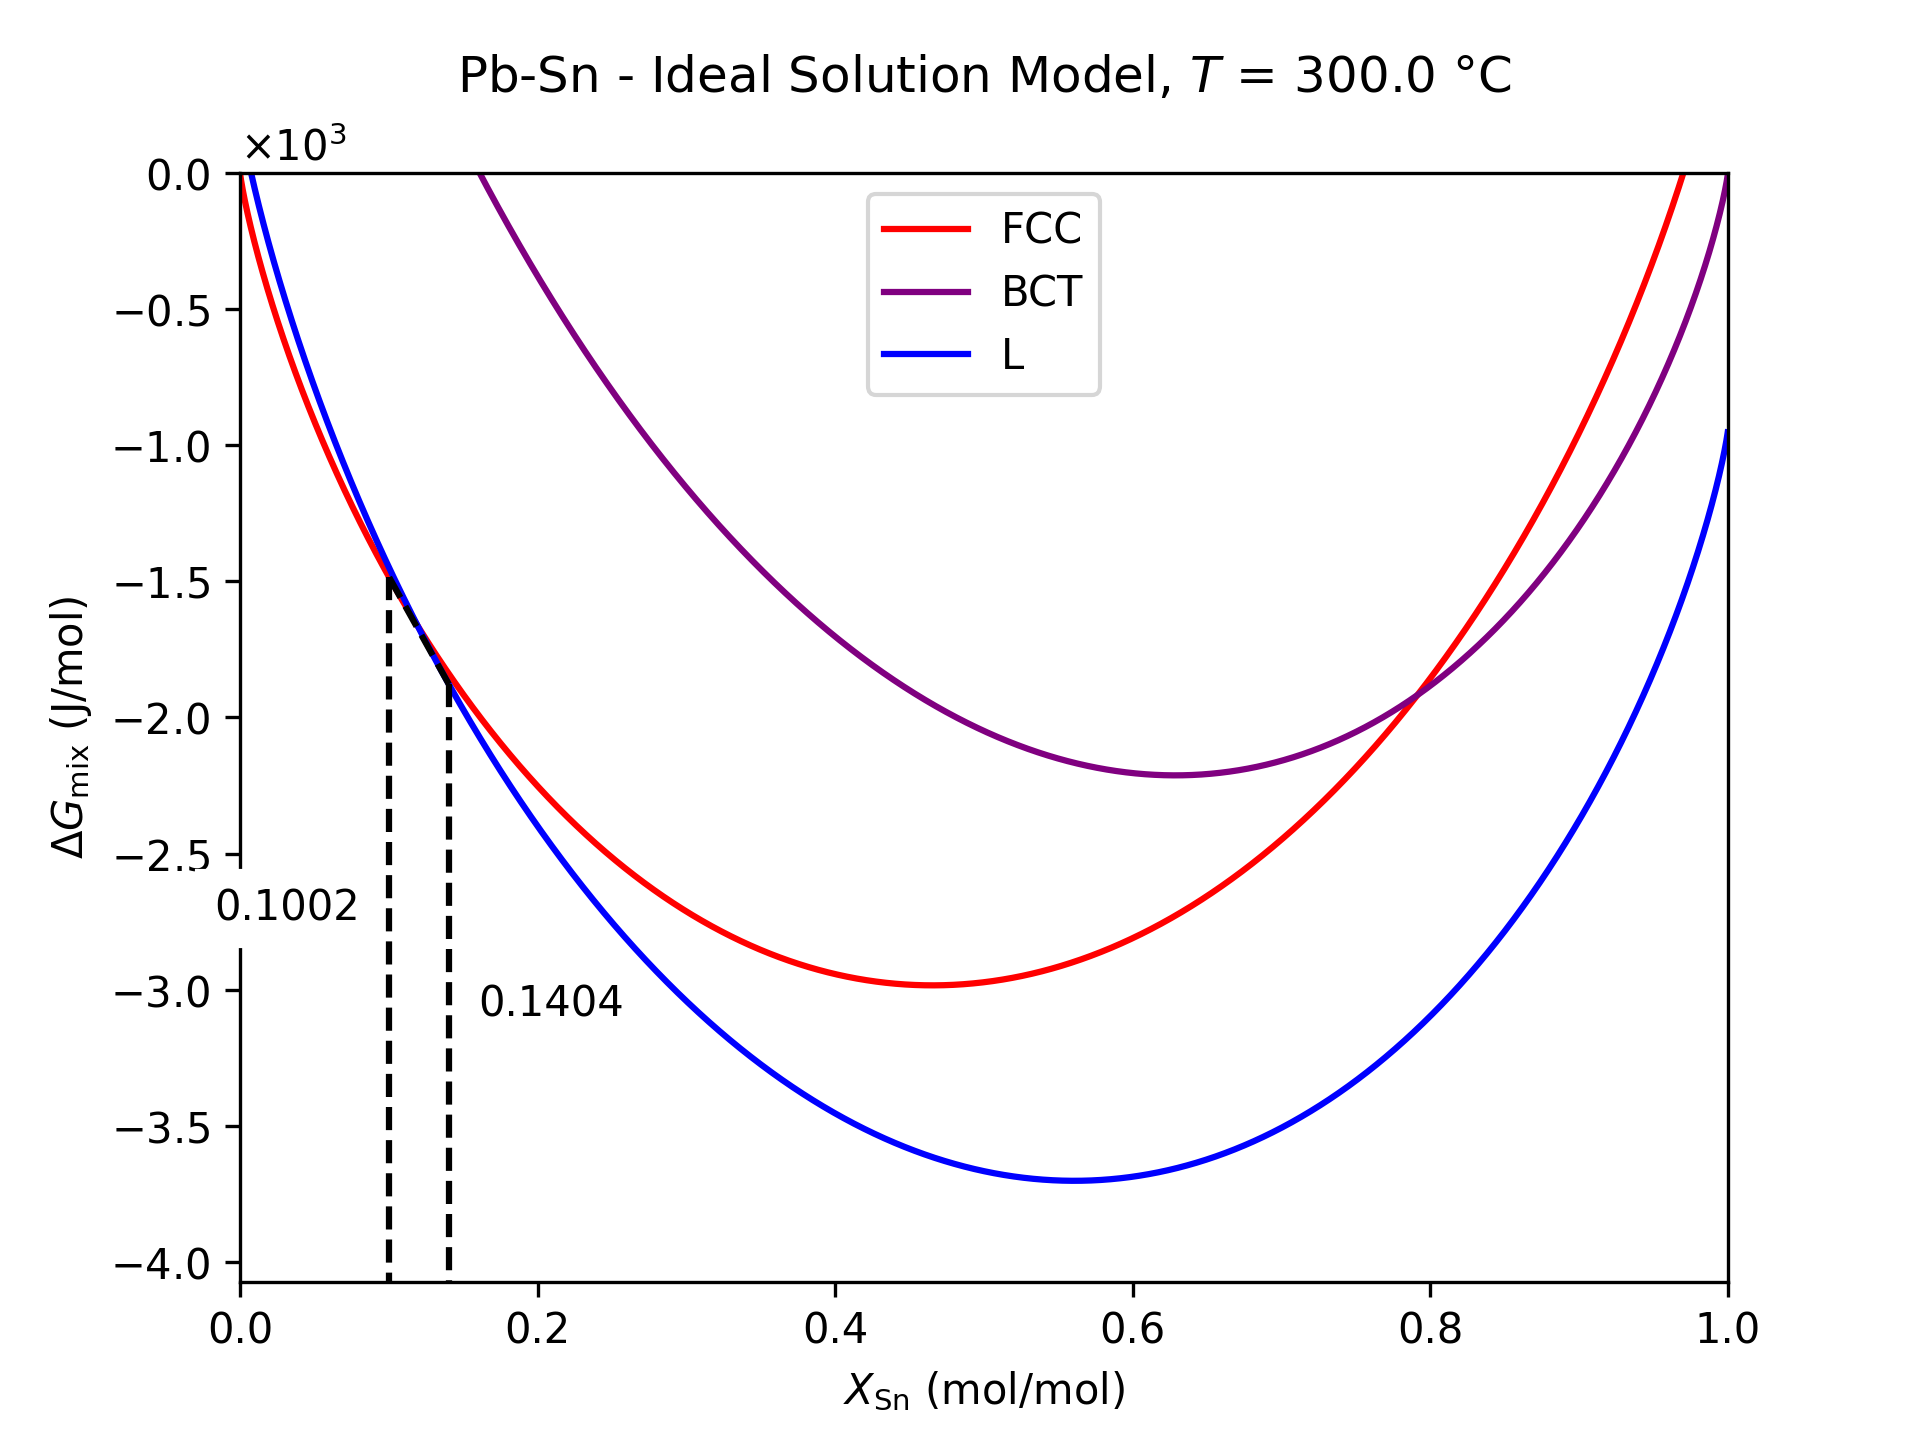 Pb-Sn - Ideal Solution Model, T = 300.0 °C
×10³
0.0
−0.5
−1.0
−1.5
−2.0
−2.5
−3.0
−3.5
−4.0
ΔGmix (J/mol)
FCC
BCT
L
0.1002
0.1404
0.0 0.2 0.4 0.6 0.8 1.0
XSn (mol/mol)